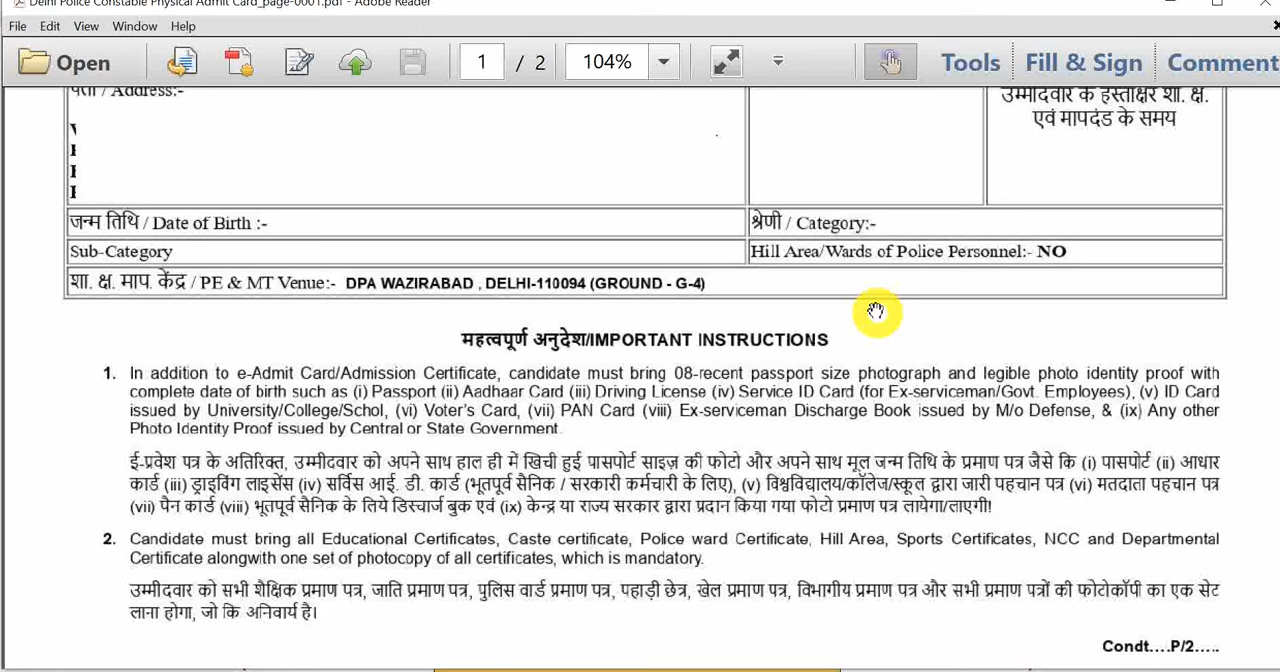 Delhi Police Constable Physical Admit Card_page-0001.pdf - Adobe Reader
File Edit View Window Help
Open 1 / 2 104% Tools Fill & Sign Comment
पता / Address:-
उम्मीदवार के हस्ताक्षर शा. क्ष.
एवं मापदंड के समय
जन्म तिथि / Date of Birth :- श्रेणी / Category:-
Sub-Category Hill Area/Wards of Police Personnel:- NO
शा. क्ष. माप. केंद्र / PE & MT Venue:- DPA WAZIRABAD , DELHI-110094 (GROUND - G-4)
महत्वपूर्ण अनुदेश/IMPORTANT INSTRUCTIONS
1. In addition to e-Admit Card/Admission Certificate, candidate must bring 08-recent passport size photograph and legible photo identity proof with
complete date of birth such as (i) Passport (ii) Aadhaar Card (iii) Driving License (iv) Service ID Card (for Ex-serviceman/Govt. Employees), (v) ID Card
issued by University/College/Schol, (vi) Voter's Card, (vii) PAN Card (viii) Ex-serviceman Discharge Book issued by M/o Defense, & (ix) Any other
Photo Identity Proof issued by Central or State Government.
ई-प्रवेश पत्र के अतिरिक्त, उम्मीदवार को अपने साथ हाल ही में खिची हुई पासपोर्ट साइज़ की फोटो और अपने साथ मूल जन्म तिथि के प्रमाण पत्र जैसे कि (i) पासपोर्ट (ii) आधार
कार्ड (iii) ड्राइविंग लाइसेंस (iv) सर्विस आई. डी. कार्ड (भूतपूर्व सैनिक / सरकारी कर्मचारी के लिए), (v) विश्वविद्यालय/कॉलेज/स्कूल द्वारा जारी पहचान पत्र (vi) मतदाता पहचान पत्र
(vii) पैन कार्ड (viii) भूतपूर्व सैनिक के लिये डिस्चार्ज बुक एवं (ix) केन्द्र या राज्य सरकार द्वारा प्रदान किया गया फोटो प्रमाण पत्र लायेगा/लाएगी!
2. Candidate must bring all Educational Certificates, Caste certificate, Police ward Certificate, Hill Area, Sports Certificates, NCC and Departmental
Certificate alongwith one set of photocopy of all certificates, which is mandatory.
उम्मीदवार को सभी शैक्षिक प्रमाण पत्र, जाति प्रमाण पत्र, पुलिस वार्ड प्रमाण पत्र, पहाड़ी छेत्र, खेल प्रमाण पत्र, विभागीय प्रमाण पत्र और सभी प्रमाण पत्रों की फोटोकॉपी का एक सेट
लाना होगा, जो कि अनिवार्य है।
Condt....P/2.....